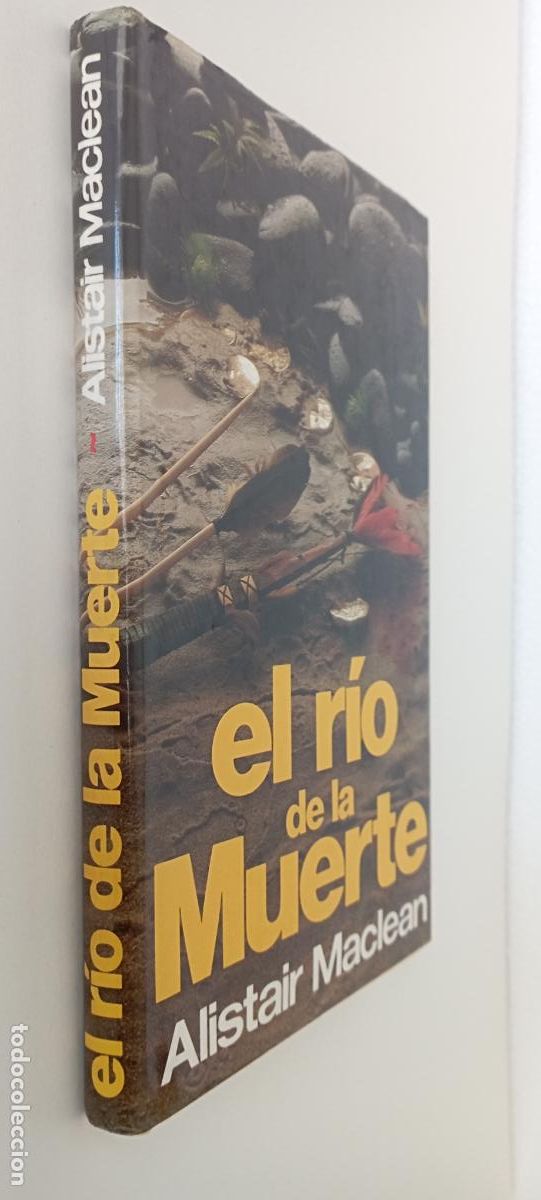 el río de la Muerte - Alistair Maclean
el río
de la
Muerte
Alistair Maclean
todocoleccion